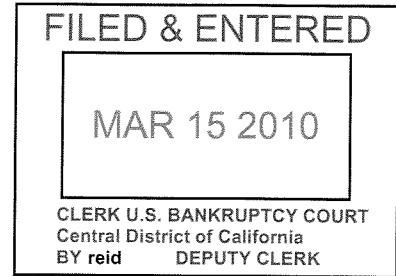 FILED & ENTERED
MAR 15 2010
CLERK U.S. BANKRUPTCY COURT
Central District of California
BY reid DEPUTY CLERK